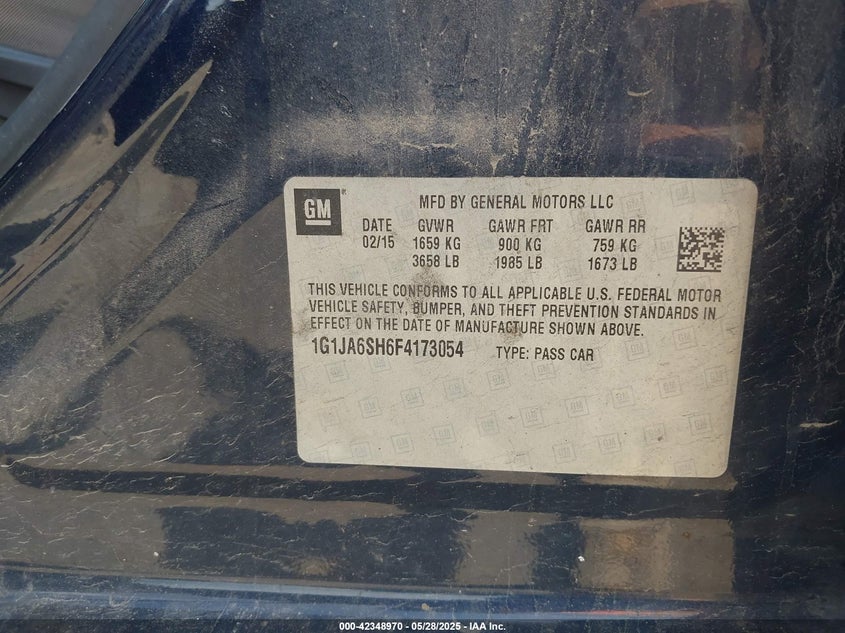 GM
MFD BY GENERAL MOTORS LLC
DATE GVWR GAWR FRT GAWR RR
02/15 1659 KG 900 KG 759 KG
3658 LB 1985 LB 1673 LB
THIS VEHICLE CONFORMS TO ALL APPLICABLE U.S. FEDERAL MOTOR
VEHICLE SAFETY, BUMPER, AND THEFT PREVENTION STANDARDS IN
EFFECT ON THE DATE OF MANUFACTURE SHOWN ABOVE.
1G1JA6SH6F4173054 TYPE: PASS CAR
000-42348970 - 05/28/2025 - IAA Inc.